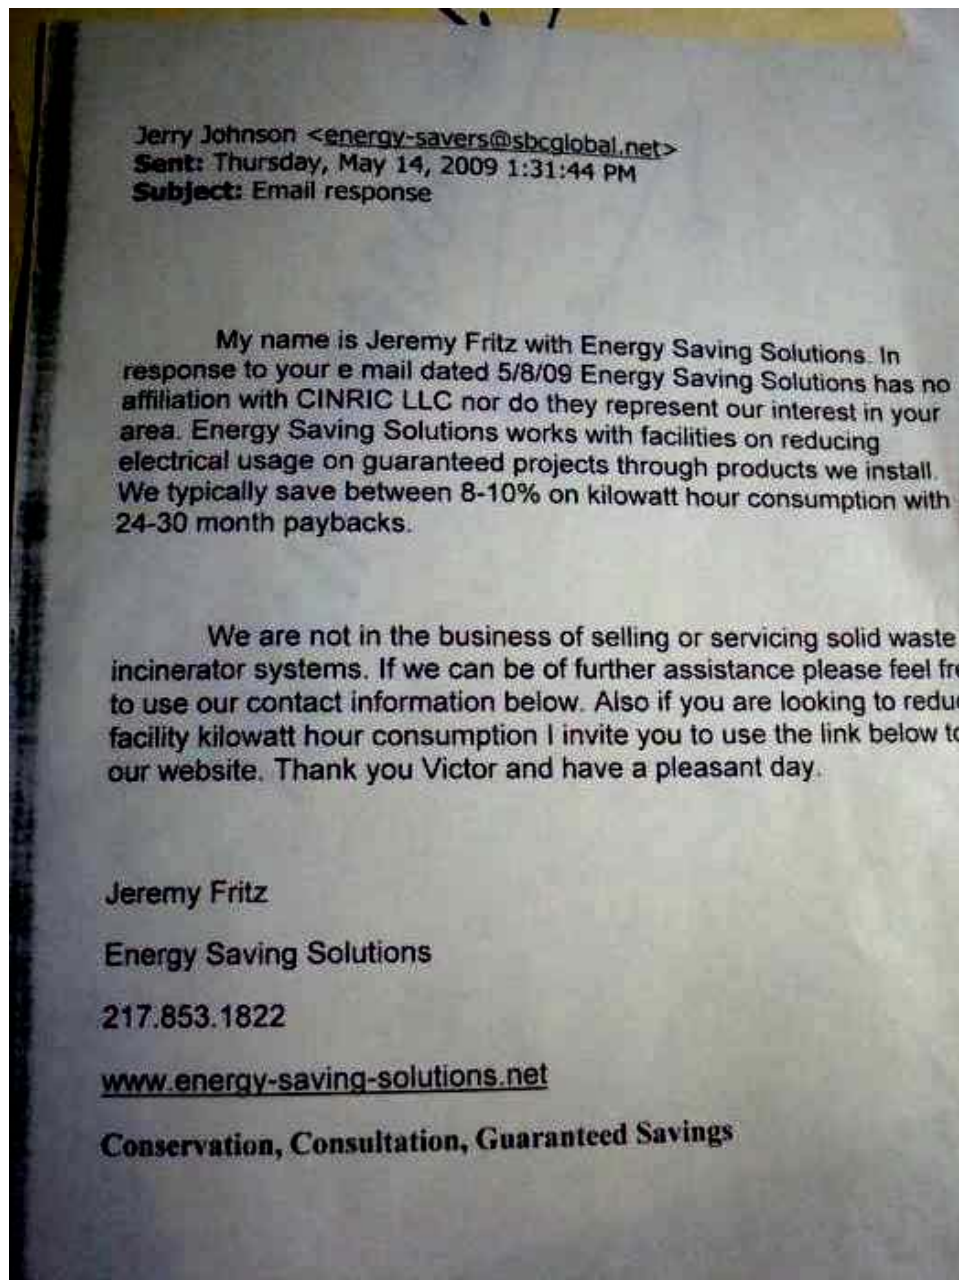 Jerry Johnson <energy-savers@sbcglobal.net>
Sent: Thursday, May 14, 2009 1:31:44 PM
Subject: Email response
My name is Jeremy Fritz with Energy Saving Solutions. In
response to your e mail dated 5/8/09 Energy Saving Solutions has no
affiliation with CINRIC LLC nor do they represent our interest in your
area. Energy Saving Solutions works with facilities on reducing
electrical usage on guaranteed projects through products we install.
We typically save between 8-10% on kilowatt hour consumption with
24-30 month paybacks.
We are not in the business of selling or servicing solid waste
incinerator systems. If we can be of further assistance please feel fre
to use our contact information below. Also if you are looking to reduc
facility kilowatt hour consumption I invite you to use the link below to
our website. Thank you Victor and have a pleasant day.
Jeremy Fritz
Energy Saving Solutions
217.853.1822
www.energy-saving-solutions.net
Conservation, Consultation, Guaranteed Savings